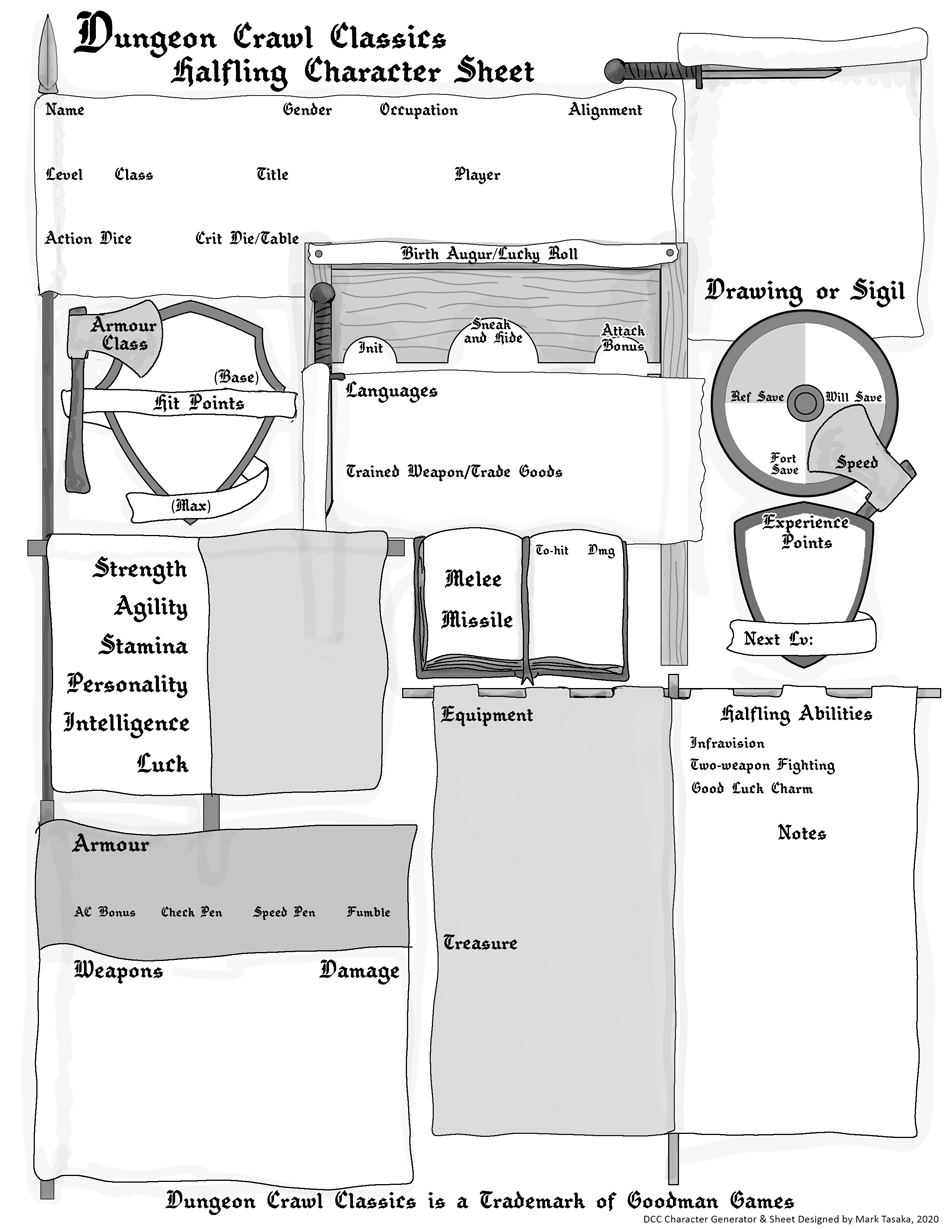 Dungeon Crawl Classics
Halfling Character Sheet
Name Gender Occupation Alignment
Level Class Title Player
Action Dice Crit Die/Table
Birth Augur/Lucky Roll
Drawing or Sigil
Armour
Class
(Base)
Hit Points
(Max)
Init
Sneak
and Hide
Attack
Bonus
Languages
Trained Weapon/Trade Goods
Ref Save Will Save
Fort
Save
Speed
Experience
Points
Next Lv:
Strength
Agility
Stamina
Personality
Intelligence
Luck
To-hit Dmg
Melee
Missile
Equipment
Treasure
Halfling Abilities
Infravision
Two-weapon Fighting
Good Luck Charm
Notes
Armour
AC Bonus Check Pen Speed Pen Fumble
Weapons Damage
Dungeon Crawl Classics is a Trademark of Goodman Games
DCC Character Generator & Sheet Designed by Mark Tasaka, 2020